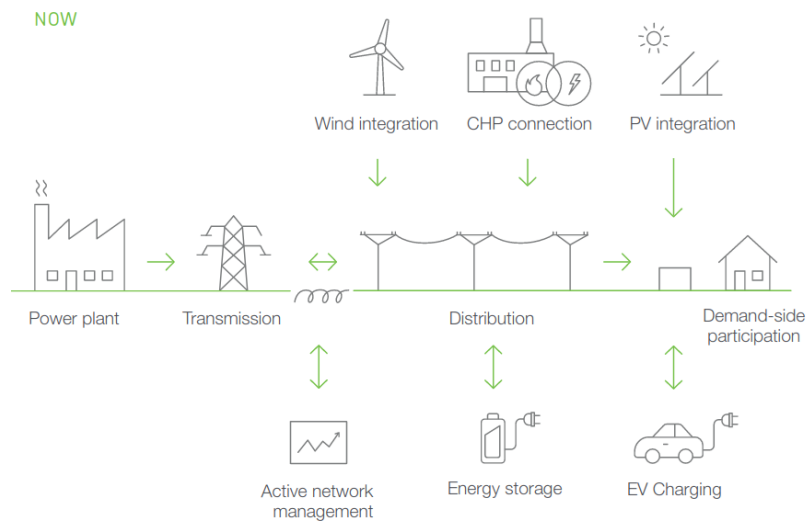 NOW
Wind integration
CHP connection
PV integration
Power plant
Transmission
Distribution
Demand-side
participation
Active network
management
Energy storage
EV Charging